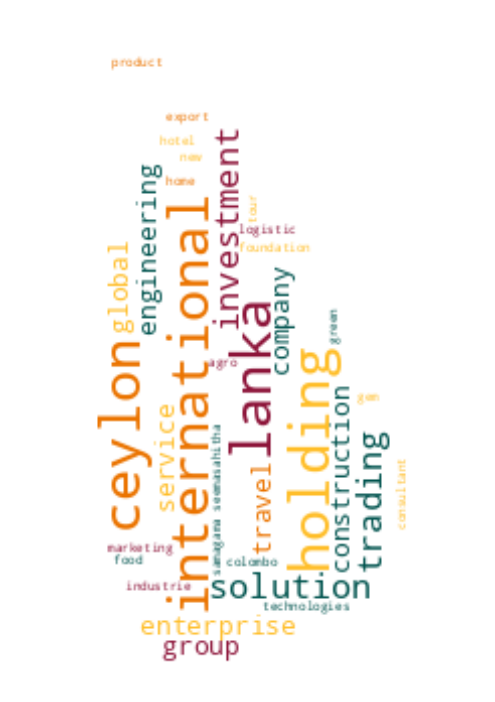 product
export
hotel
new
home
investment
engineering
international
tour
logistic
foundation
global
company
lanka
green
ceylon
holding
agro
gem
construction
service
samagama seemasahitha
trading
consultant
travel
marketing
food
colombo
solution
industrie
technologies
enterprise
group